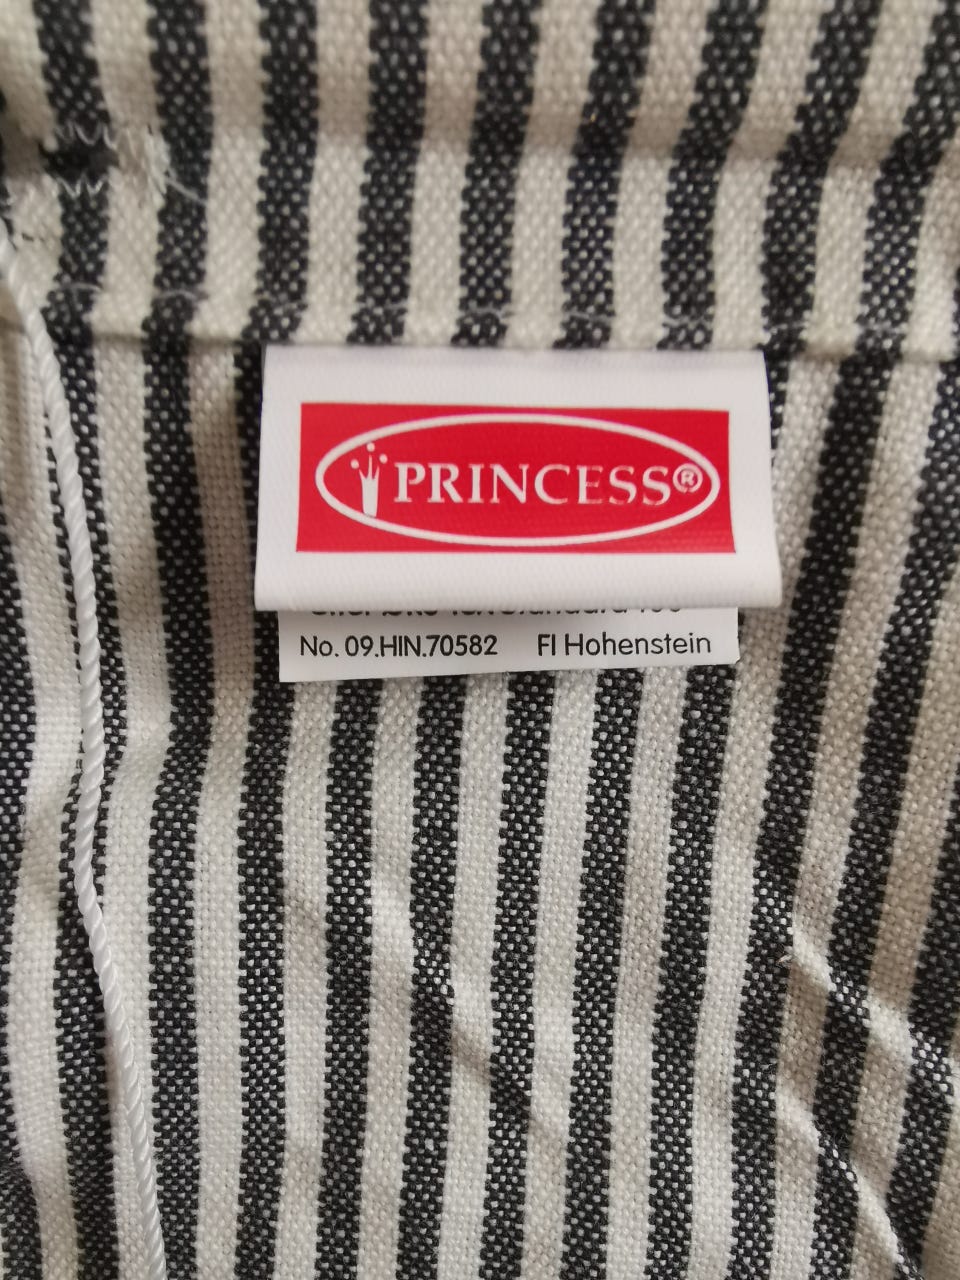 PRINCESS®
No. 09.HIN.70582 FI Hohenstein